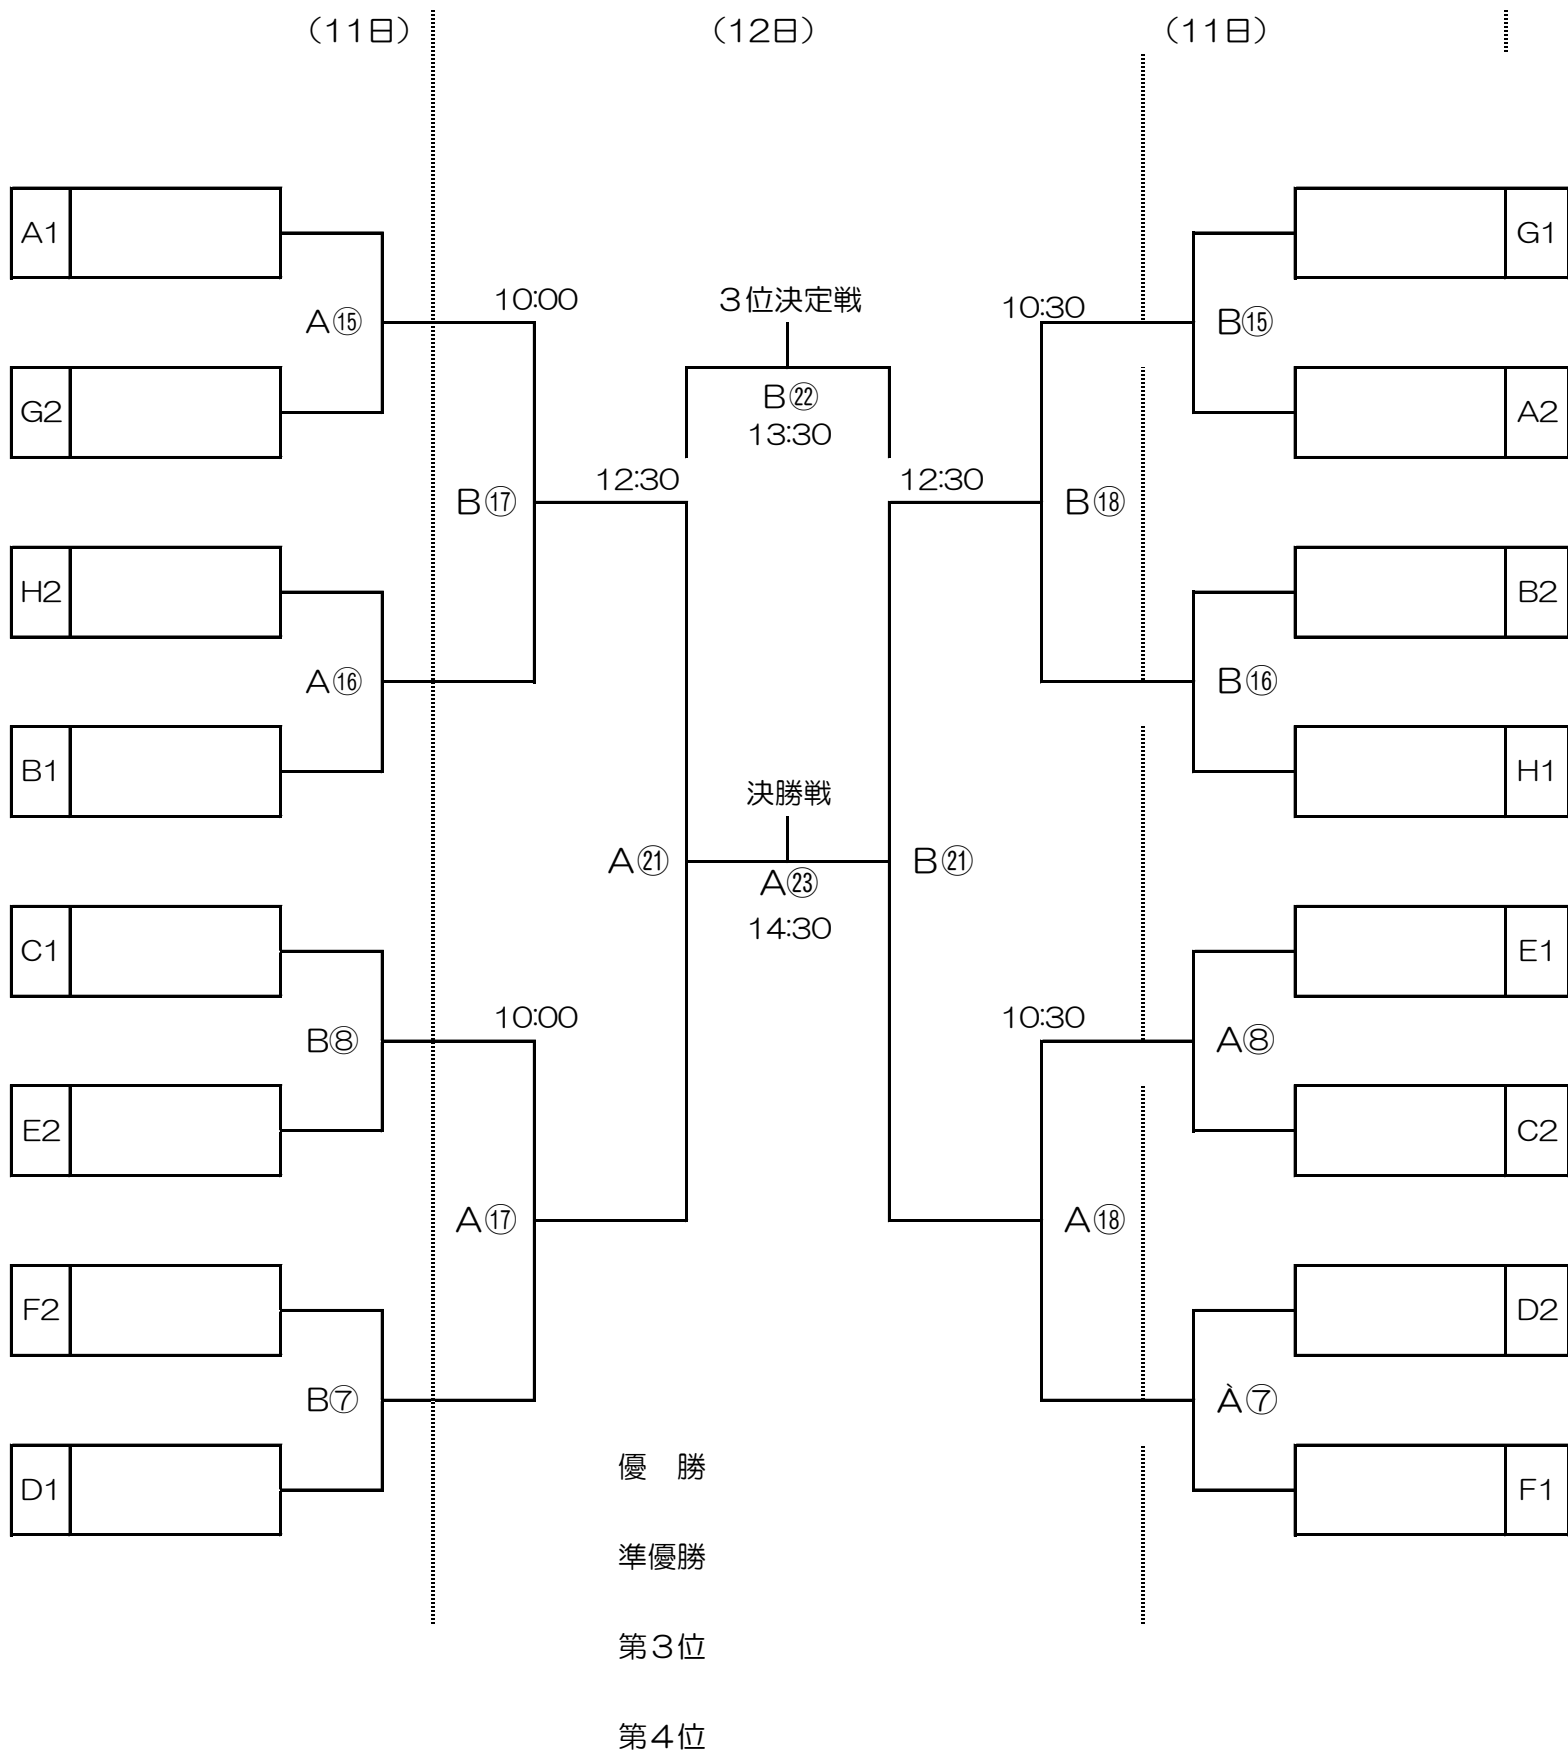 （11日）
（12日）
（11日）
A1
G1
10:00
３位決定戦
10:30
A⑮
B⑮
B㉒
G2
A2
13:30
12:30
12:30
B⑰
B⑱
H2
B2
A⑯
B⑯
B1
H1
決勝戦
A㉑
B㉑
A㉓
14:30
C1
E1
10:00
10:30
B⑧
A⑧
E2
C2
A⑰
A⑱
F2
D2
B⑦
À⑦
優　勝
D1
F1
準優勝
第３位
第４位